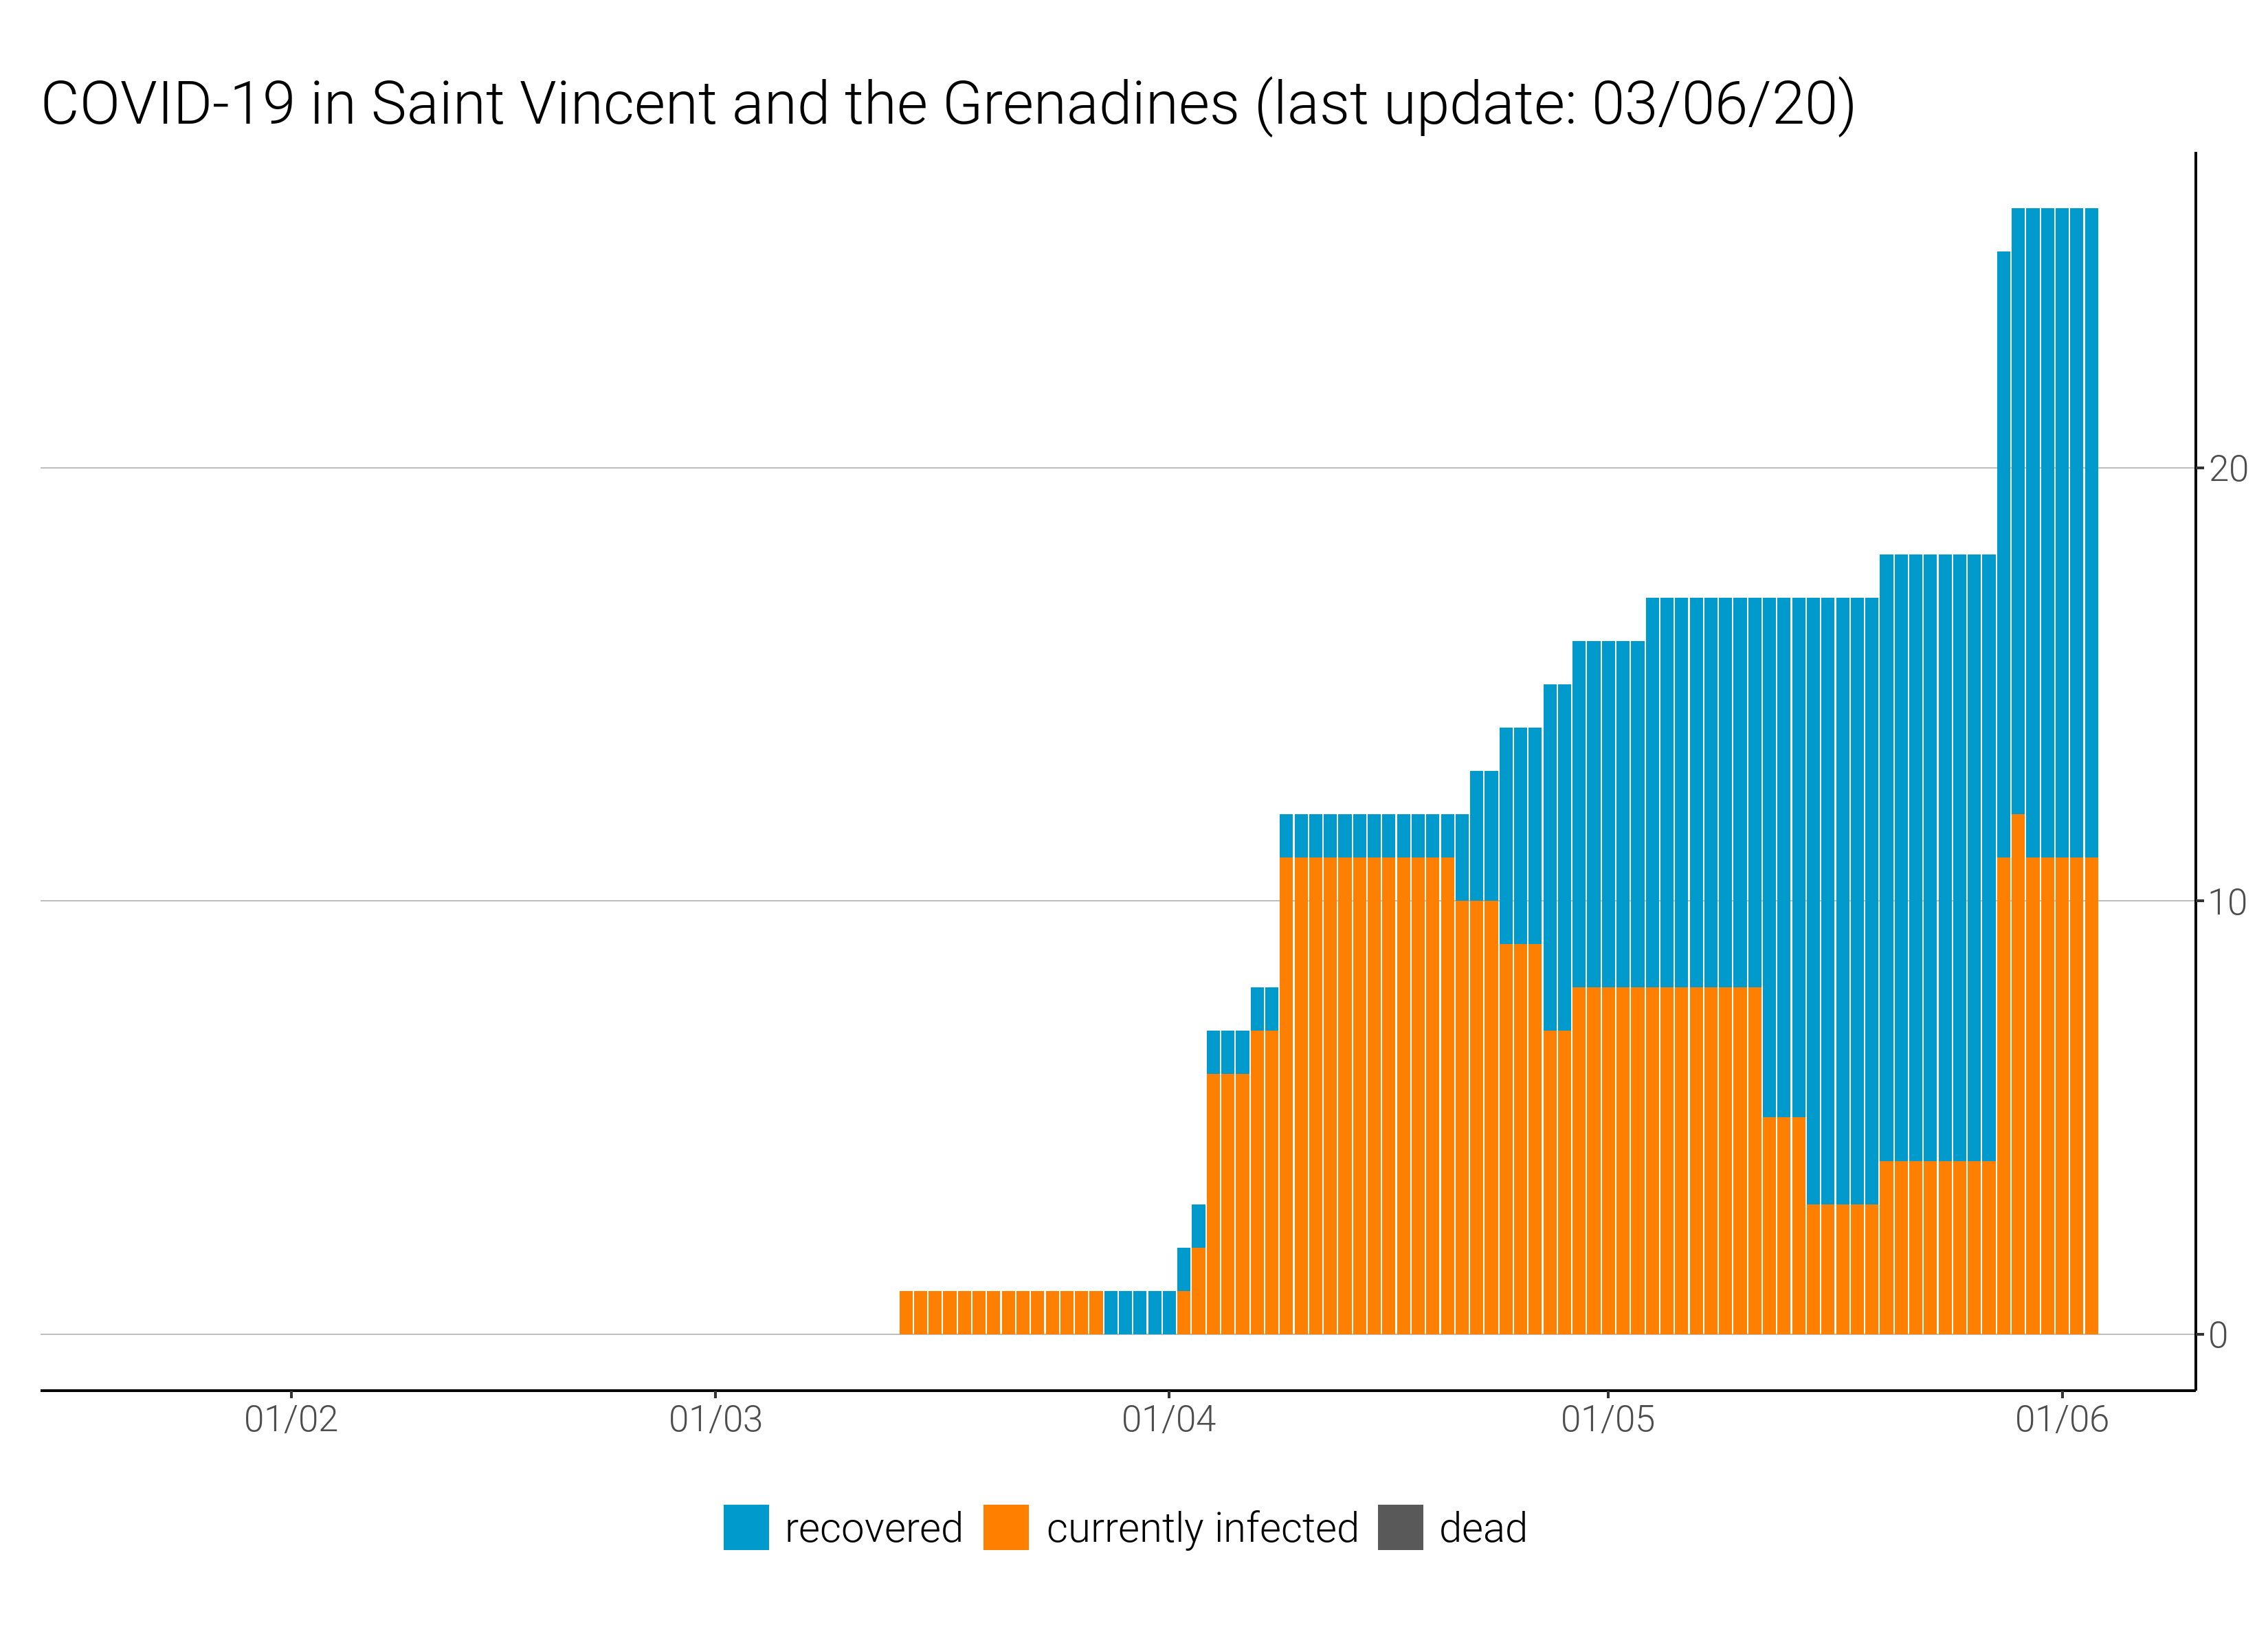 COVID-19 in Saint Vincent and the Grenadines (last update: 03/06/20)
20
10
0
01/02 01/03 01/04 01/05 01/06
recovered currently infected dead